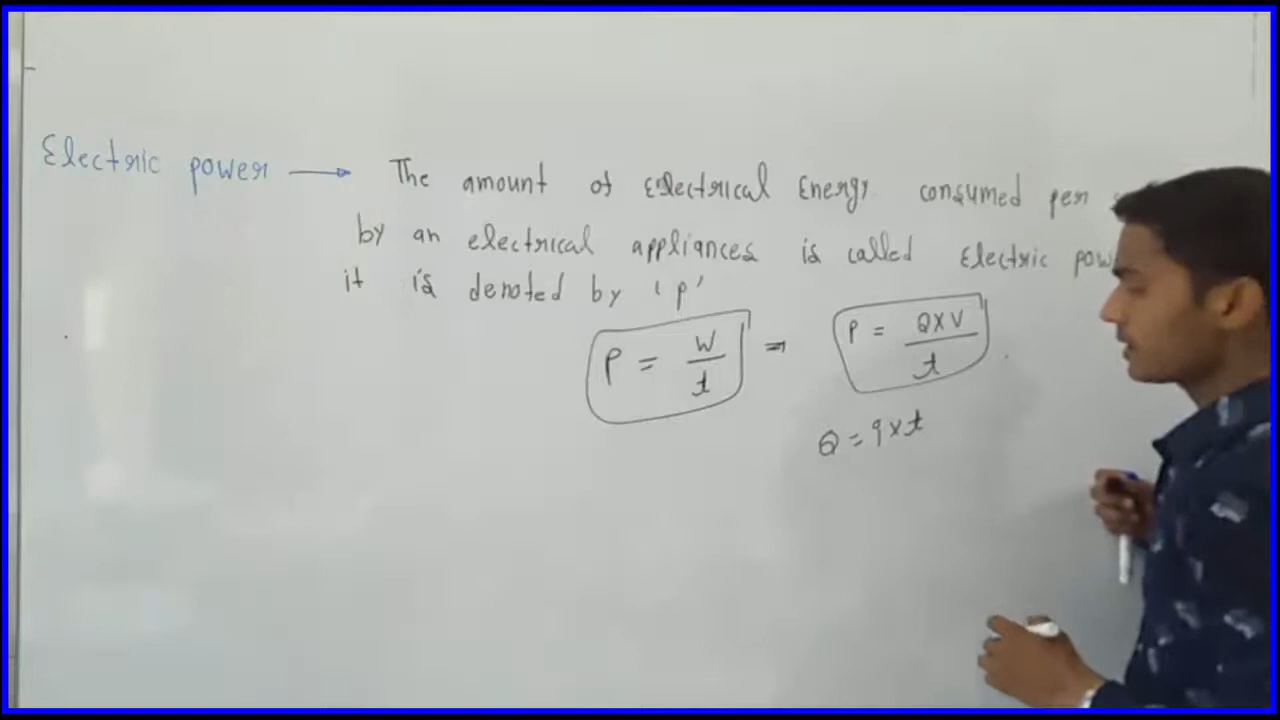 Electric power → The amount of Electrical Energy consumed per
by an electrical appliances is called Electric
it is denoted by 'p'
P = W/t = P = Q×V/t
Q = q×t